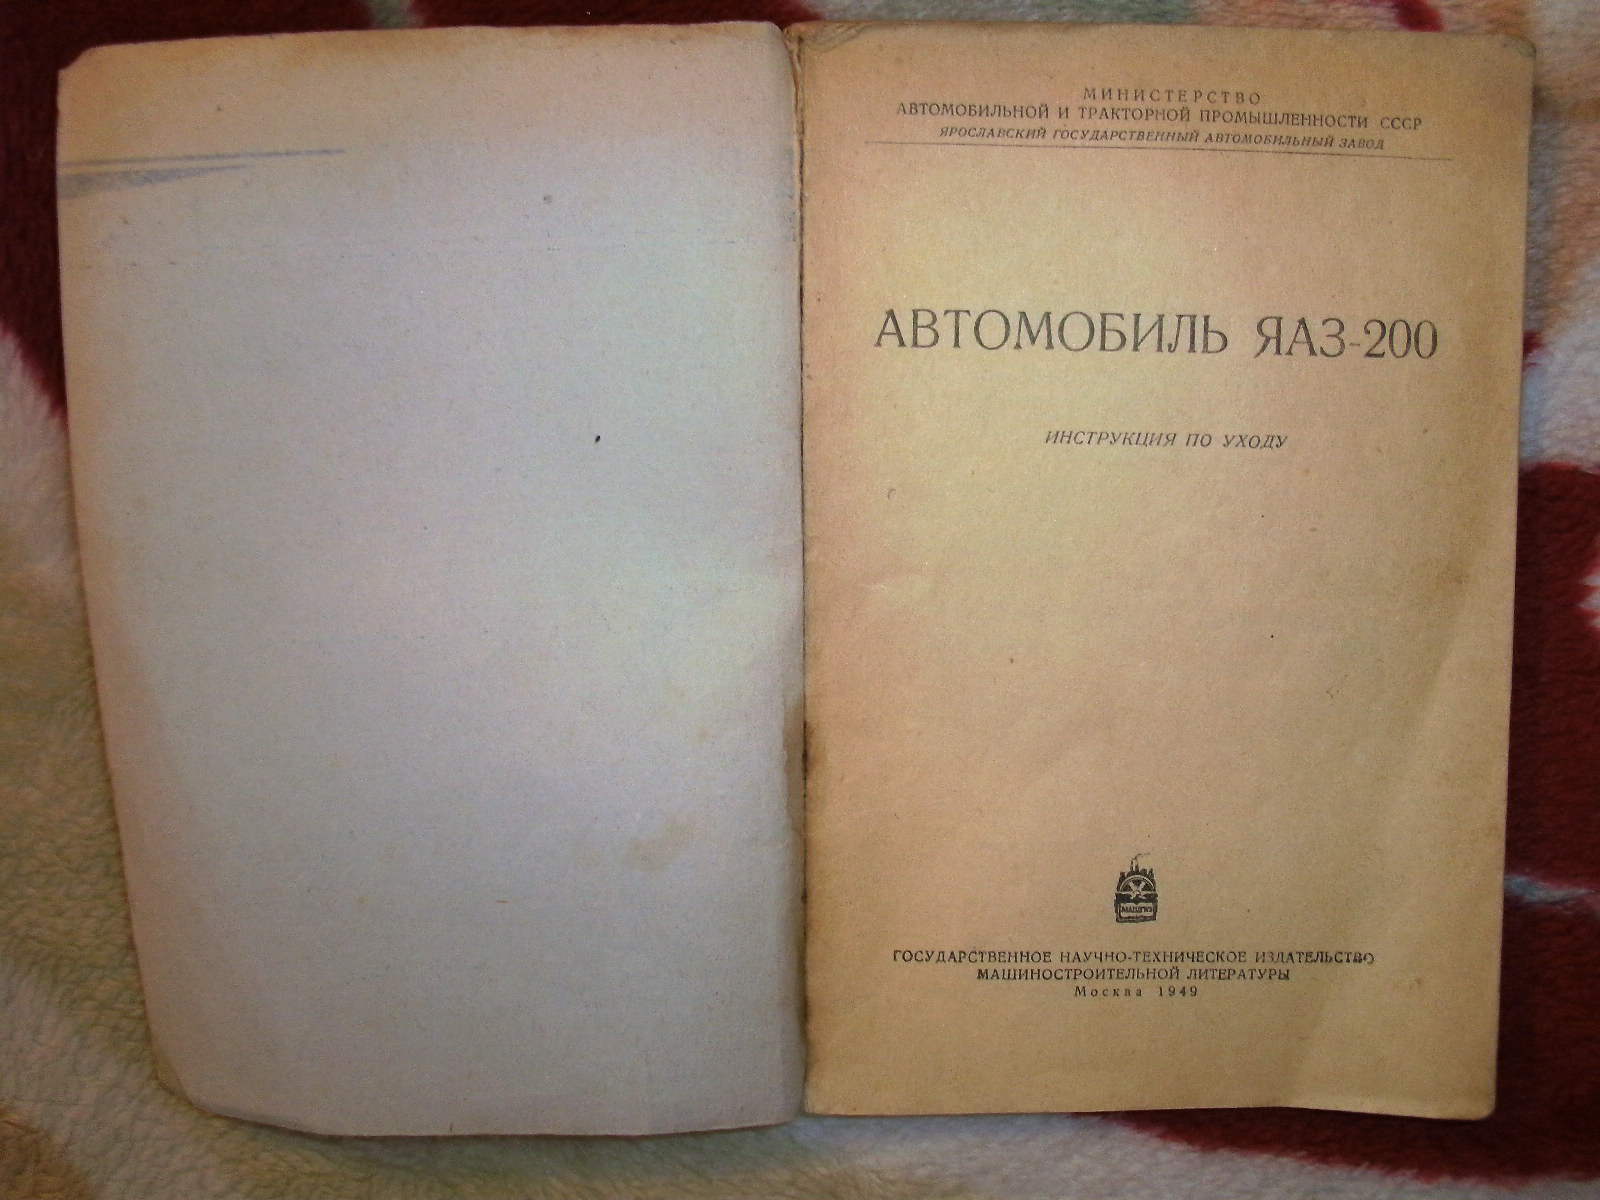 МИНИСТЕРСТВО
АВТОМОБИЛЬНОЙ И ТРАКТОРНОЙ ПРОМЫШЛЕННОСТИ СССР
ЯРОСЛАВСКИЙ ГОСУДАРСТВЕННЫЙ АВТОМОБИЛЬНЫЙ ЗАВОД
АВТОМОБИЛЬ ЯАЗ-200
ИНСТРУКЦИЯ ПО УХОДУ
МАШГИЗ
ГОСУДАРСТВЕННОЕ НАУЧНО-ТЕХНИЧЕСКОЕ ИЗДАТЕЛЬСТВО
МАШИНОСТРОИТЕЛЬНОЙ ЛИТЕРАТУРЫ
Москва 1949